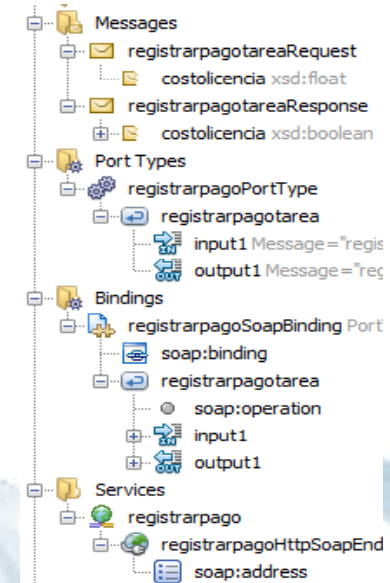 Messages
registrarpagotareaRequest
costolicencia xsd:float
registrarpagotareaResponse
costolicencia xsd:boolean
Port Types
registrarpagoPortType
registrarpagotarea
input1 Message="regis
output1 Message="reg
Bindings
registrarpagoSoapBinding Port
soap:binding
registrarpagotarea
soap:operation
input1
output1
Services
registrarpago
registrarpagoHttpSoapEnd
soap:address